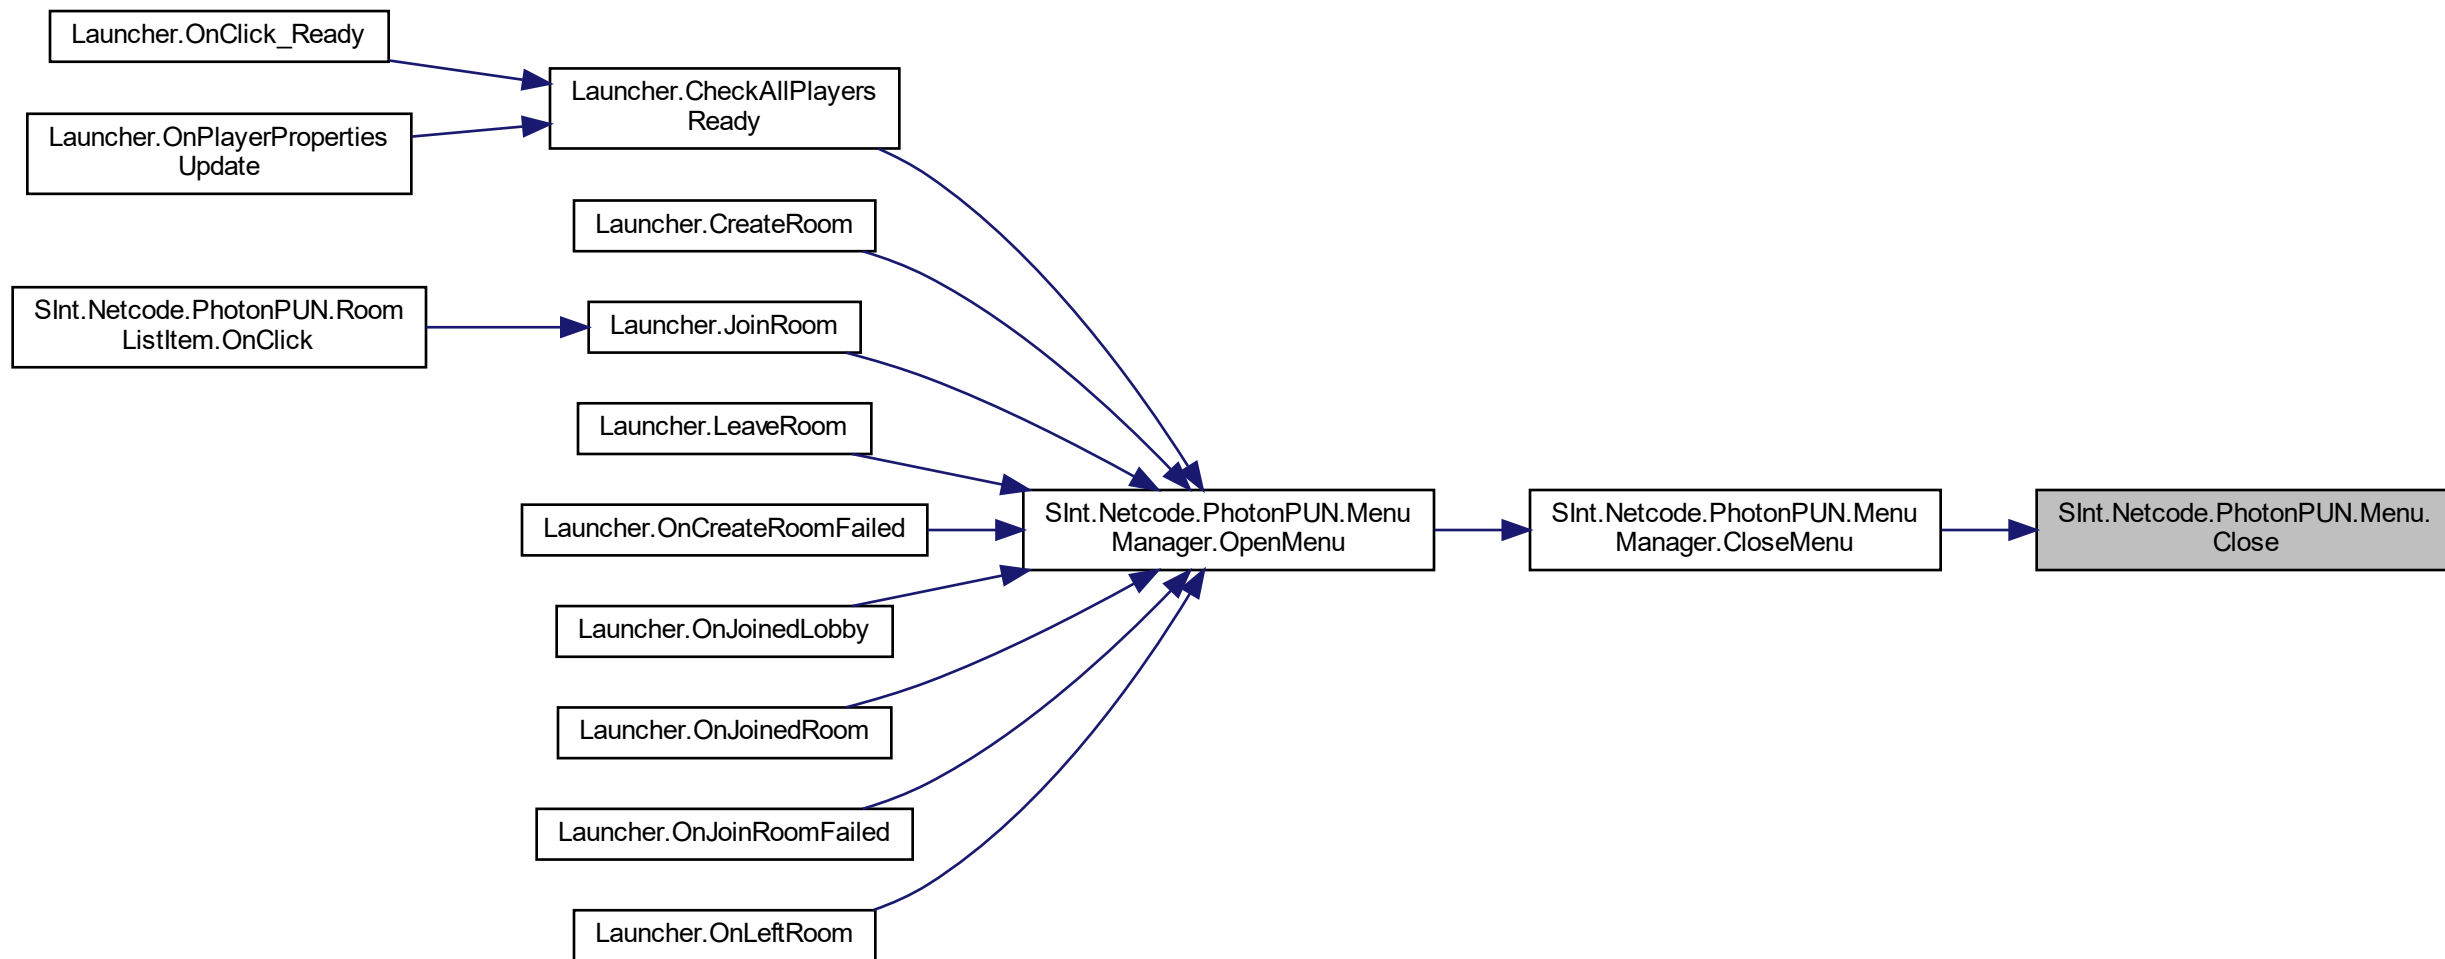 Launcher.OnClick_Ready
Launcher.OnPlayerProperties
Update
SInt.Netcode.PhotonPUN.Room
ListItem.OnClick
Launcher.CheckAllPlayers
Ready
Launcher.CreateRoom
Launcher.JoinRoom
Launcher.LeaveRoom
Launcher.OnCreateRoomFailed
Launcher.OnJoinedLobby
Launcher.OnJoinedRoom
Launcher.OnJoinRoomFailed
Launcher.OnLeftRoom
SInt.Netcode.PhotonPUN.Menu
Manager.OpenMenu
SInt.Netcode.PhotonPUN.Menu
Manager.CloseMenu
SInt.Netcode.PhotonPUN.Menu.
Close